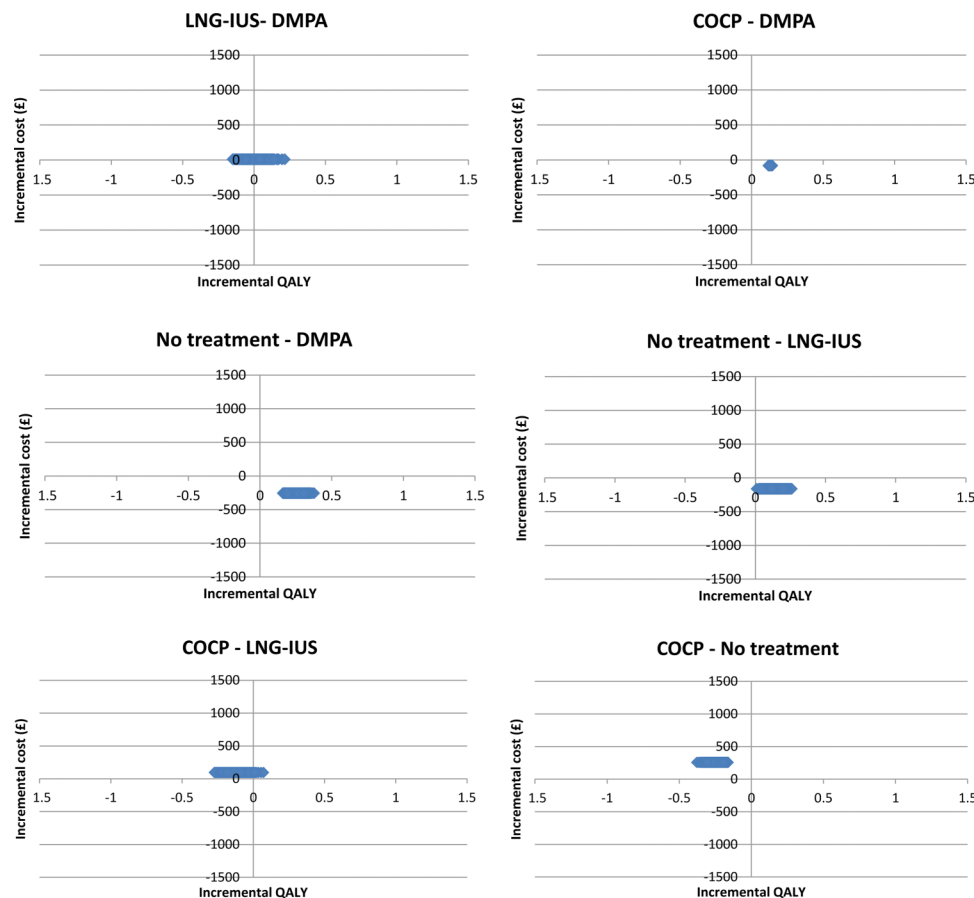 LNG-IUS- DMPA
1500
1000
500
0
1.5 -1 -0.5 0 0.5 1 1.5
-500
-1000
-1500
Incremental cost (£)
Incremental QALY
COCP - DMPA
1500
1000
500
0
1.5 -1 -0.5 0 0.5 1 1.5
-500
-1000
-1500
Incremental cost (£)
Incremental QALY
No treatment - DMPA
1500
1000
500
0
1.5 -1 -0.5 0 0.5 1 1.5
-500
-1000
-1500
Incremental cost (£)
Incremental QALY
No treatment - LNG-IUS
1500
1000
500
0
1.5 -1 -0.5 0 0.5 1 1.5
-500
-1000
-1500
Incremental cost (£)
Incremental QALY
COCP - LNG-IUS
1500
1000
500
0
1.5 -1 -0.5 0 0.5 1 1.5
-500
-1000
-1500
Incremental cost (£)
Incremental QALY
COCP - No treatment
1500
1000
500
0
1.5 -1 -0.5 0 0.5 1 1.5
-500
-1000
-1500
Incremental cost (£)
Incremental QALY